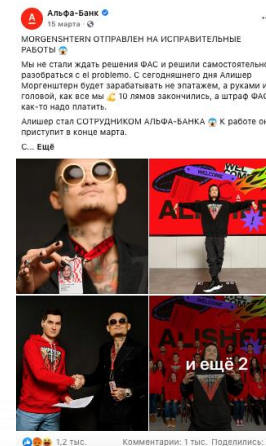 Альфа-Банк
15 марта
MORGENSHTERN ОТПРАВЛЕН НА ИСПРАВИТЕЛЬНЫЕ
РАБОТЫ
Мы не стали ждать решения ФАС и решили самостоятельно
разобраться с el problemo. С сегодняшнего дня Алишер
Моргенштерн будет зарабатывать не эпатажем, а руками и
головой, как все мы 10 лямов закончились, а штраф ФАС
как-то надо платить.
Алишер стал СОТРУДНИКОМ АЛЬФА-БАНКА К работе он
приступит в конце марта.
С... Ещё
WELCOME
ALISHER
и ещё 2
1,2 тыс.
Комментарии: 1 тыс. Поделились: